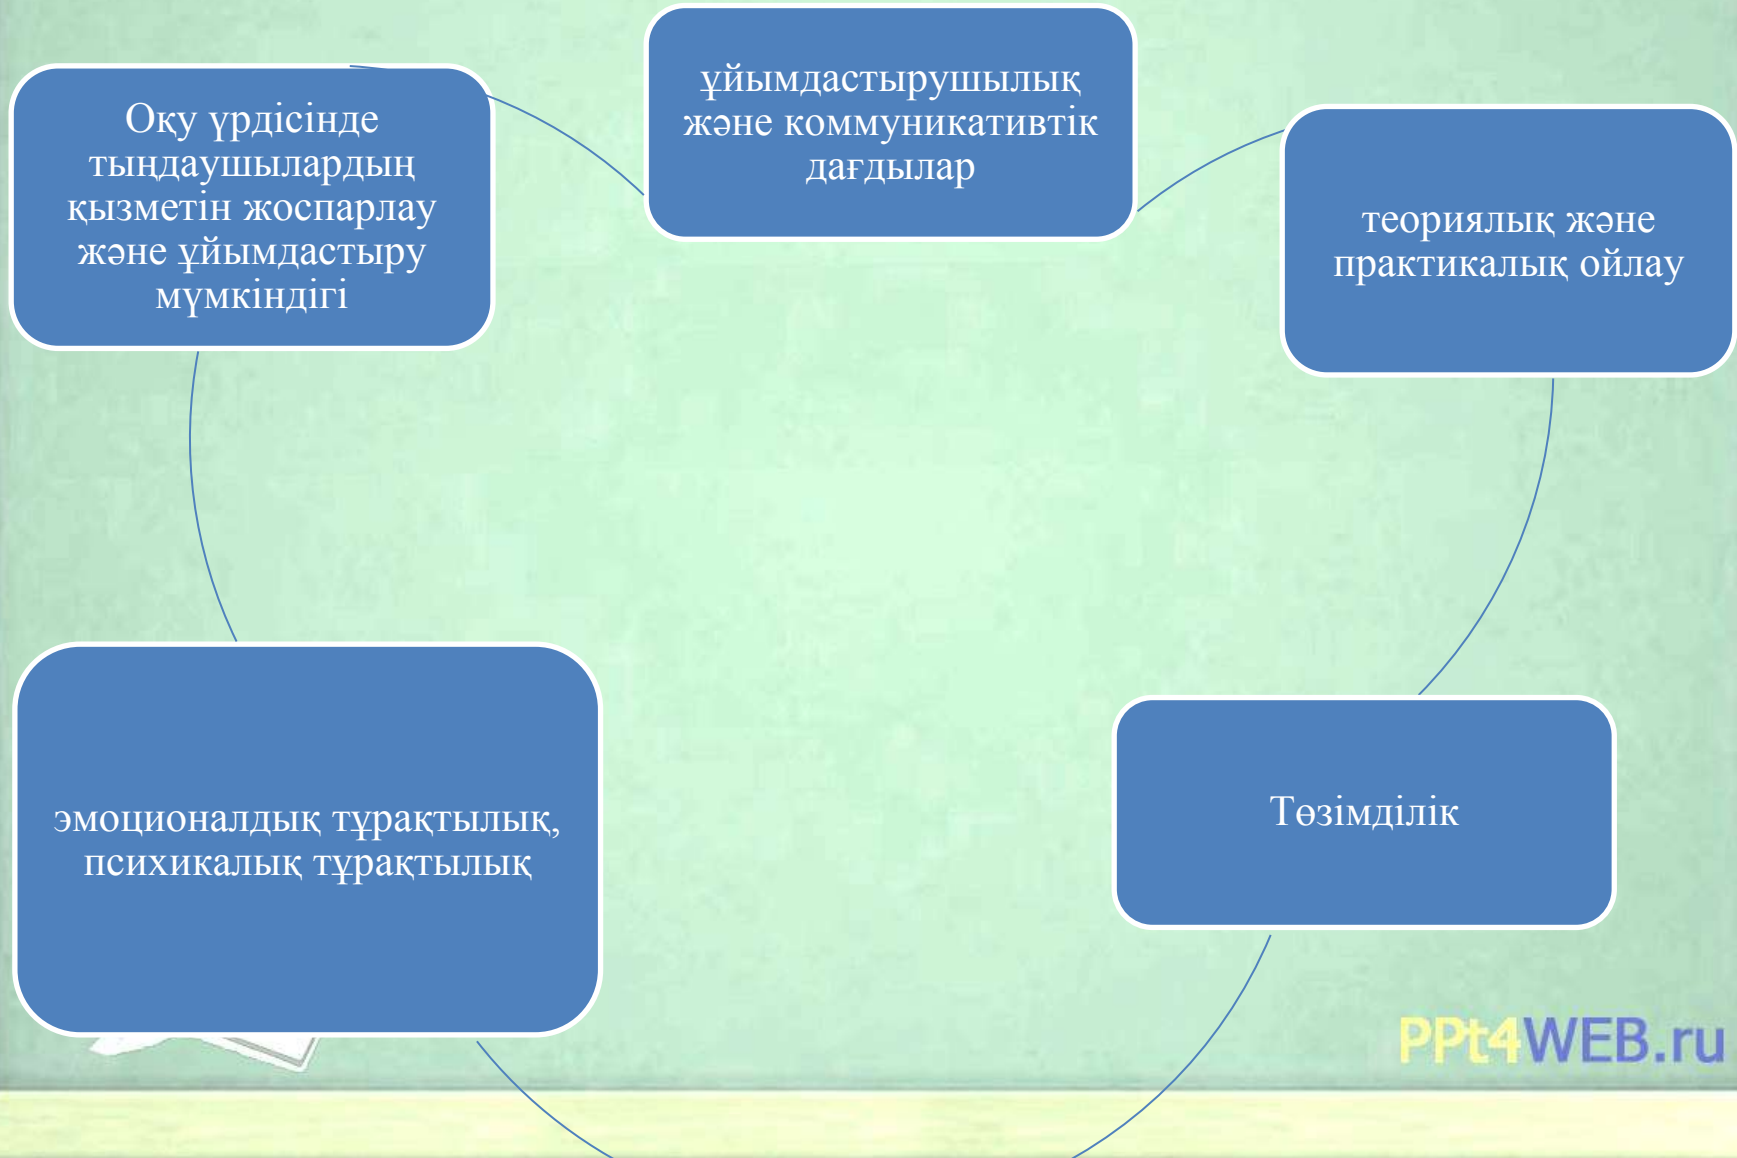 Оқу үрдісінде
тыңдаушылардың
қызметін жоспарлау
және ұйымдастыру
мүмкіндігі
ұйымдастырушылық
және коммуникативтік
дағдылар
теориялық және
практикалық ойлау
эмоционалдық тұрақтылық,
психикалық тұрақтылық
Төзімділік
PPt4WEB.ru